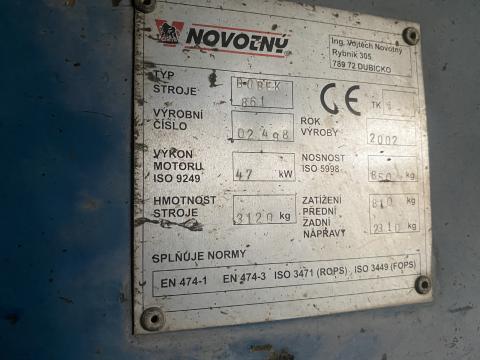 NOVOTNÝ
Ing. Vojtěch Novotný
Rybník 305
789 72 DUBICKO
TYP STROJE BOREK 861
CE
TK
VÝROBNÍ ČÍSLO 02498
ROK VÝROBY 2002
VÝKON MOTORU ISO 9249 47 kW
NOSNOST ISO 5998 850 kg
HMOTNOST STROJE 3120 kg
ZATÍŽENÍ PŘEDNÍ ZADNÍ NÁPRAVY 810 2310 kg
SPLŇUJE NORMY
EN 474-1 EN 474-3 ISO 3471 (ROPS) ISO 3449 (FOPS)